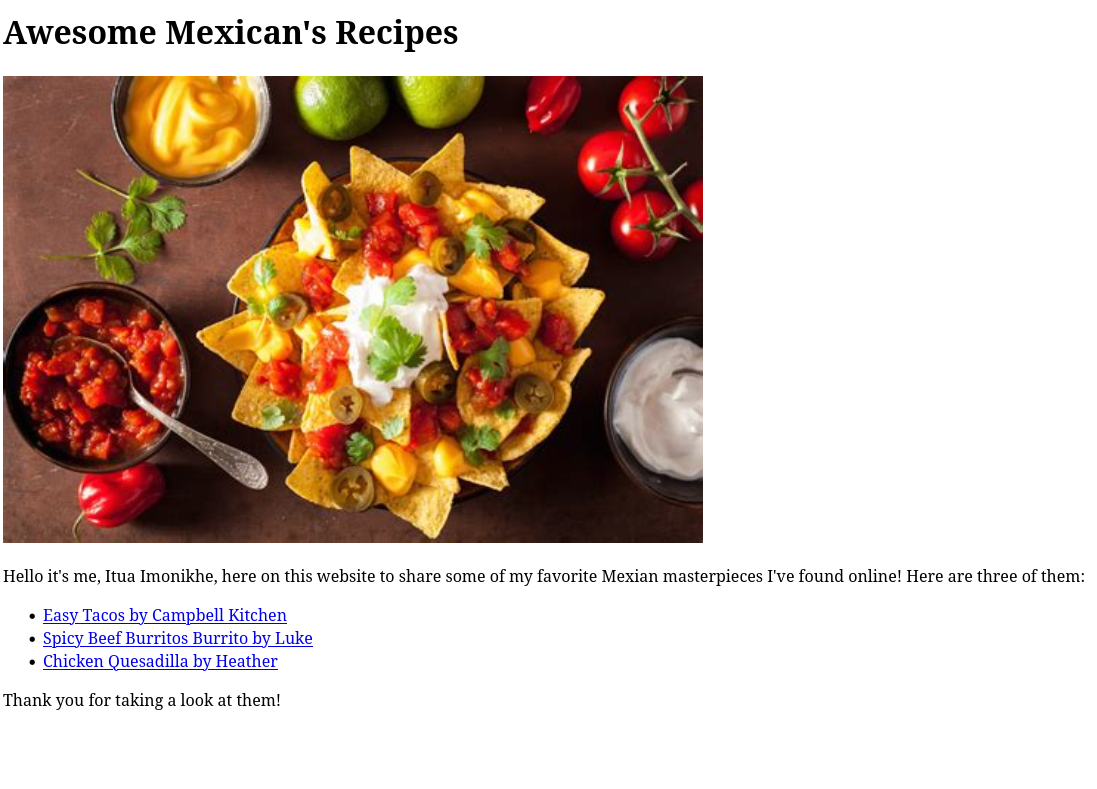 Awesome Mexican's Recipes
Hello it's me, Itua Imonikhe, here on this website to share some of my favorite Mexian masterpieces I've found online! Here are three of them:
• Easy Tacos by Campbell Kitchen
• Spicy Beef Burritos Burrito by Luke
• Chicken Quesadilla by Heather
Thank you for taking a look at them!